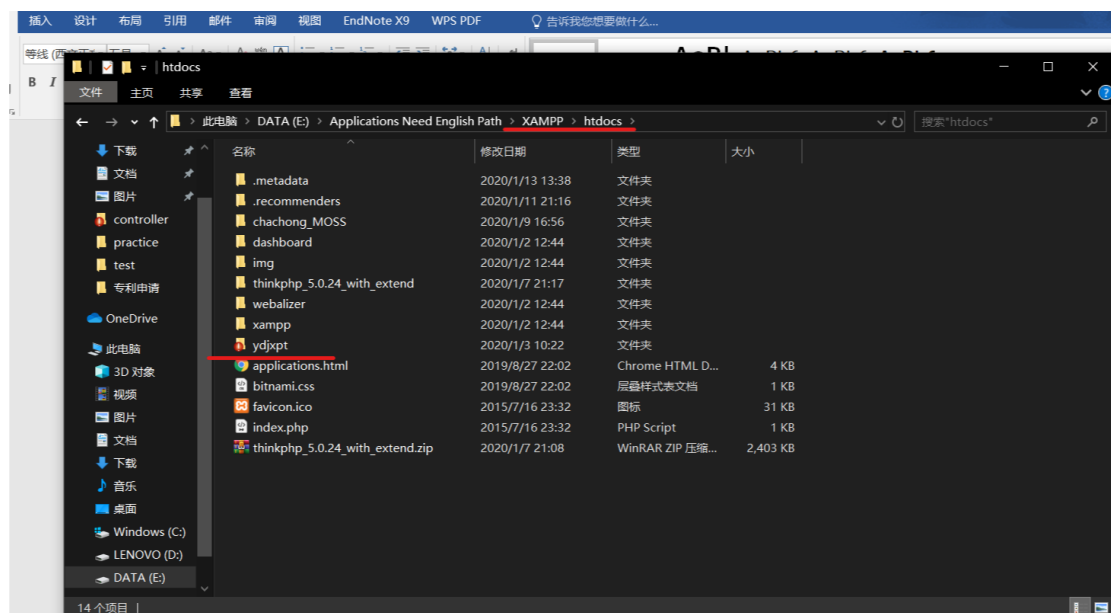 插入 设计 布局 引用 邮件 审阅 视图 EndNote X9 WPS PDF 告诉我您想要做什么...
B I
htdocs
文件 主页 共享 查看
此电脑 > DATA (E:) > Applications Need English Path > XAMPP > htdocs > 搜索"htdocs"
名称 修改日期 类型 大小
下载
文档
图片
controller
practice
test
专利申请
OneDrive
此电脑
3D 对象
视频
图片
文档
下载
音乐
桌面
Windows (C:)
LENOVO (D:)
DATA (E:)
.metadata 2020/1/13 13:38 文件夹
.recommenders 2020/1/11 21:16 文件夹
chachong_MOSS 2020/1/9 16:56 文件夹
dashboard 2020/1/2 12:44 文件夹
img 2020/1/2 12:44 文件夹
thinkphp_5.0.24_with_extend 2020/1/7 21:17 文件夹
webalizer 2020/1/2 12:44 文件夹
xampp 2020/1/2 12:44 文件夹
ydjxpt 2020/1/3 10:22 文件夹
applications.html 2019/8/27 22:02 Chrome HTML D... 4 KB
bitnami.css 2019/8/27 22:02 层叠样式表文档 1 KB
favicon.ico 2015/7/16 23:32 图标 31 KB
index.php 2015/7/16 23:32 PHP Script 1 KB
thinkphp_5.0.24_with_extend.zip 2020/1/7 21:08 WinRAR ZIP 压缩... 2,403 KB
14 个项目